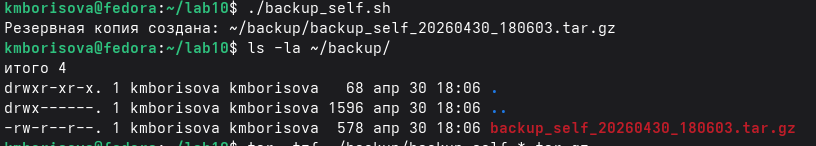 kmborisova@fedora:~/lab10$ ./backup_self.sh
Резервная копия создана: ~/backup/backup_self_20260430_180603.tar.gz
kmborisova@fedora:~/lab10$ ls -la ~/backup/
итого 4
drwxr-xr-x. 1 kmborisova kmborisova   68 апр 30 18:06 .
drwx------. 1 kmborisova kmborisova 1596 апр 30 18:06 ..
-rw-r--r--. 1 kmborisova kmborisova  578 апр 30 18:06 backup_self_20260430_180603.tar.gz